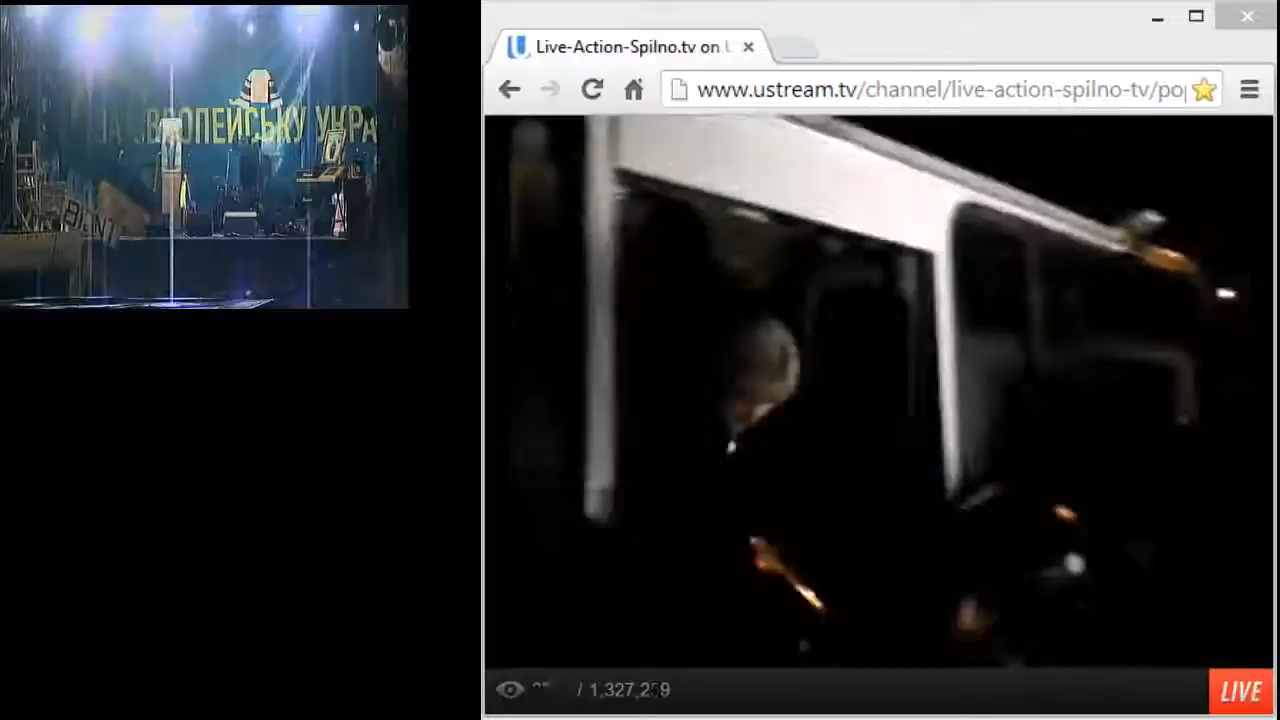 ЄВРОПЕЙСЬКУ УКРА
Live-Action-Spilno.tv on
www.ustream.tv/channel/live-action-spilno-tv/po
/ 1,327,259
LIVE